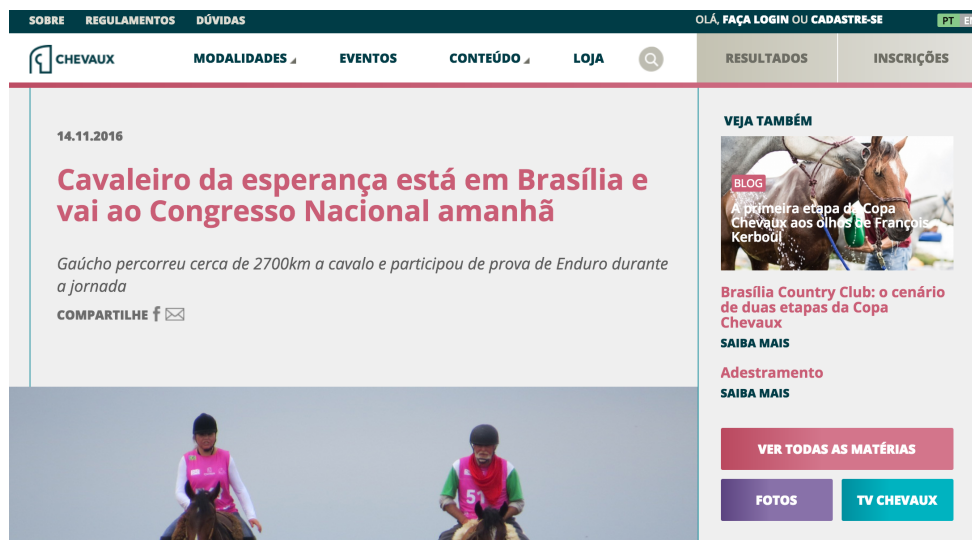 SOBRE REGULAMENTOS DÚVIDAS OLÁ, FAÇA LOGIN OU CADASTRE-SE PT
CHEVAUX MODALIDADES EVENTOS CONTEÚDO LOJA RESULTADOS INSCRIÇÕES
14.11.2016
Cavaleiro da esperança está em Brasília e
vai ao Congresso Nacional amanhã
Gaúcho percorreu cerca de 2700km a cavalo e participou de prova de Enduro durante
a jornada
COMPARTILHE
51
VEJA TAMBÉM
BLOG
A primeira etapa da Copa
Chevaux aos olhos de François
Kerboul
Brasília Country Club: o cenário
de duas etapas da Copa
Chevaux
SAIBA MAIS
Adestramento
SAIBA MAIS
VER TODAS AS MATÉRIAS
FOTOS TV CHEVAUX